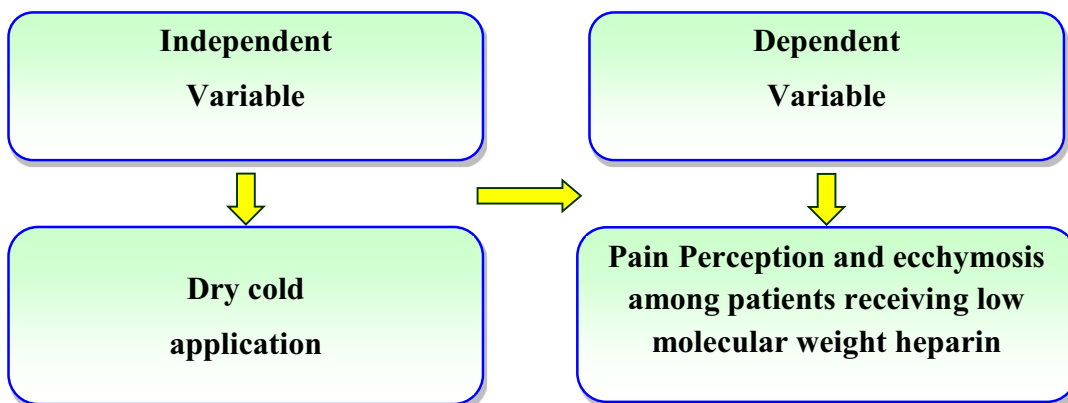 Independent
Variable
Dependent
Variable
Dry cold
application
Pain Perception and ecchymosis
among patients receiving low
molecular weight heparin